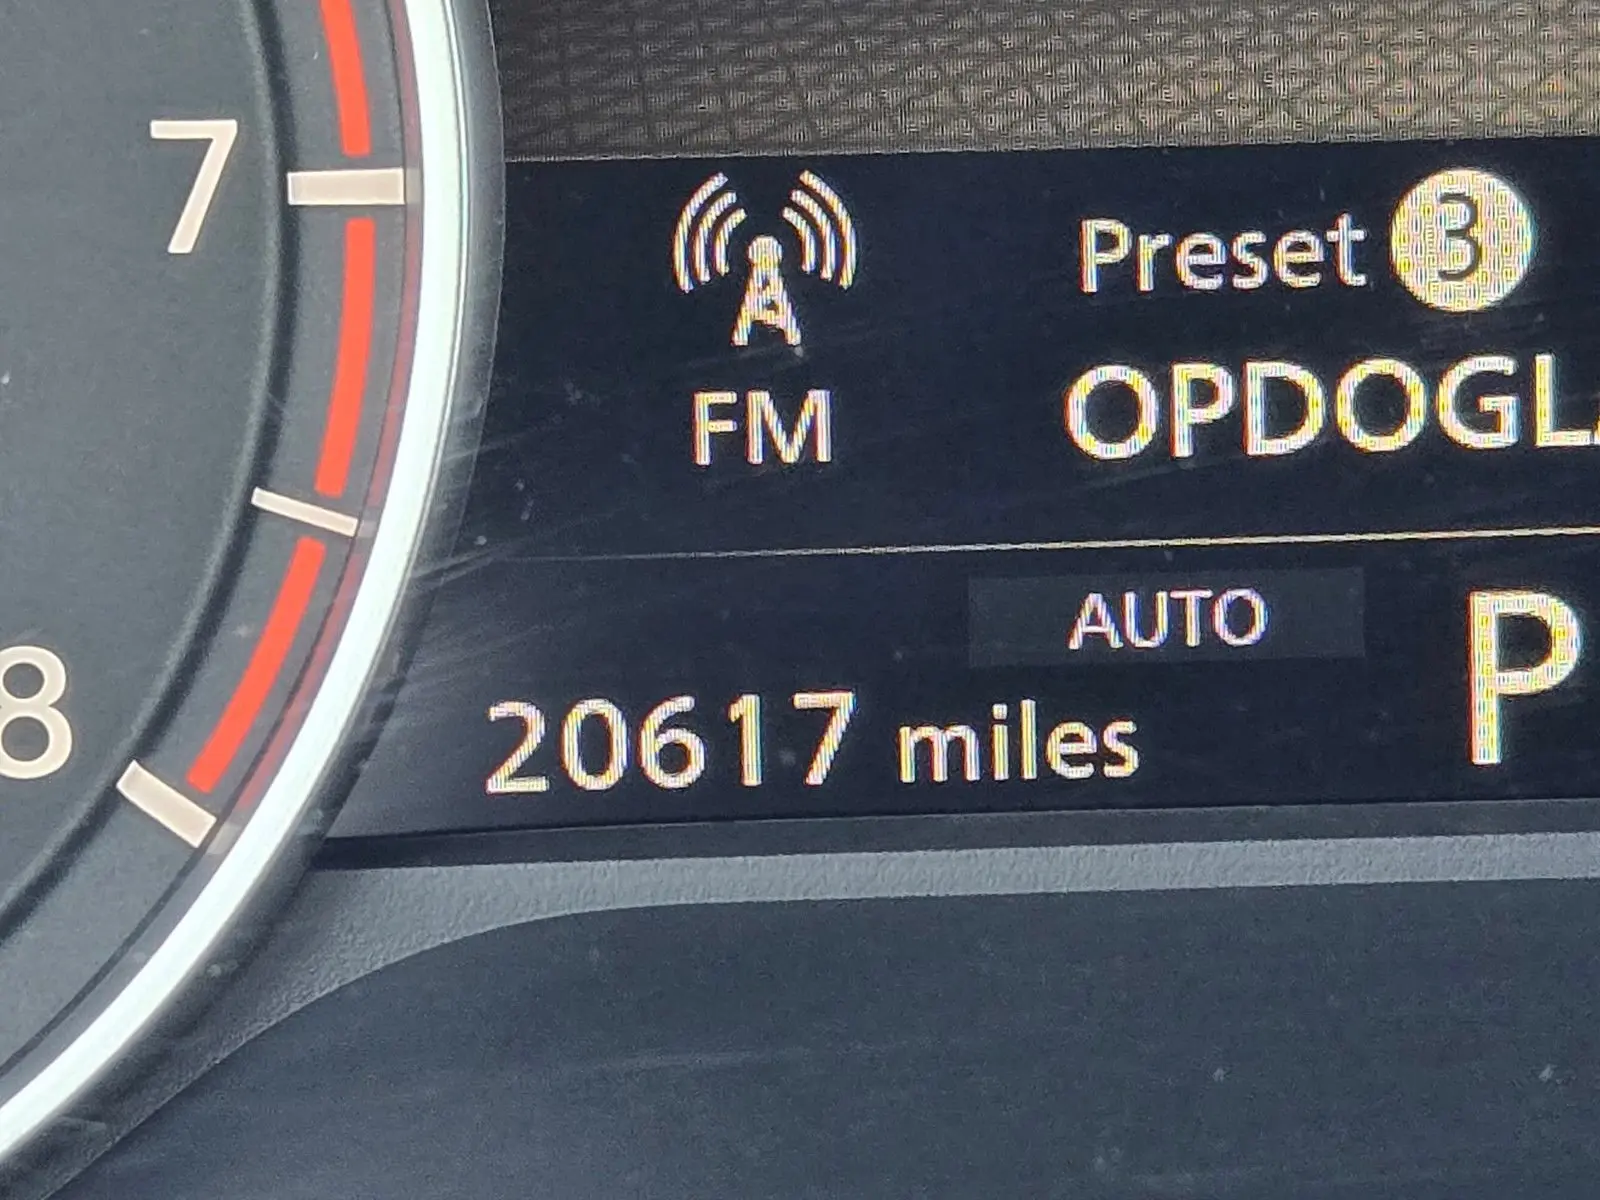 7
FM
Preset 3
OPDOGL
AUTO
P
8
20617 miles